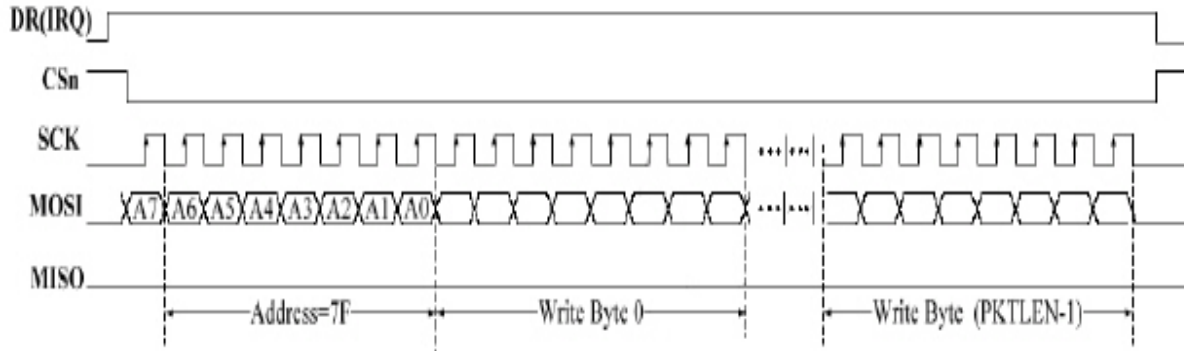 DR(IRQ)
CSn
SCK
MOSI A7 A6 A5 A4 A3 A2 A1 A0
MISO
Address=7F Write Byte 0 Write Byte (PKTLEN-1)